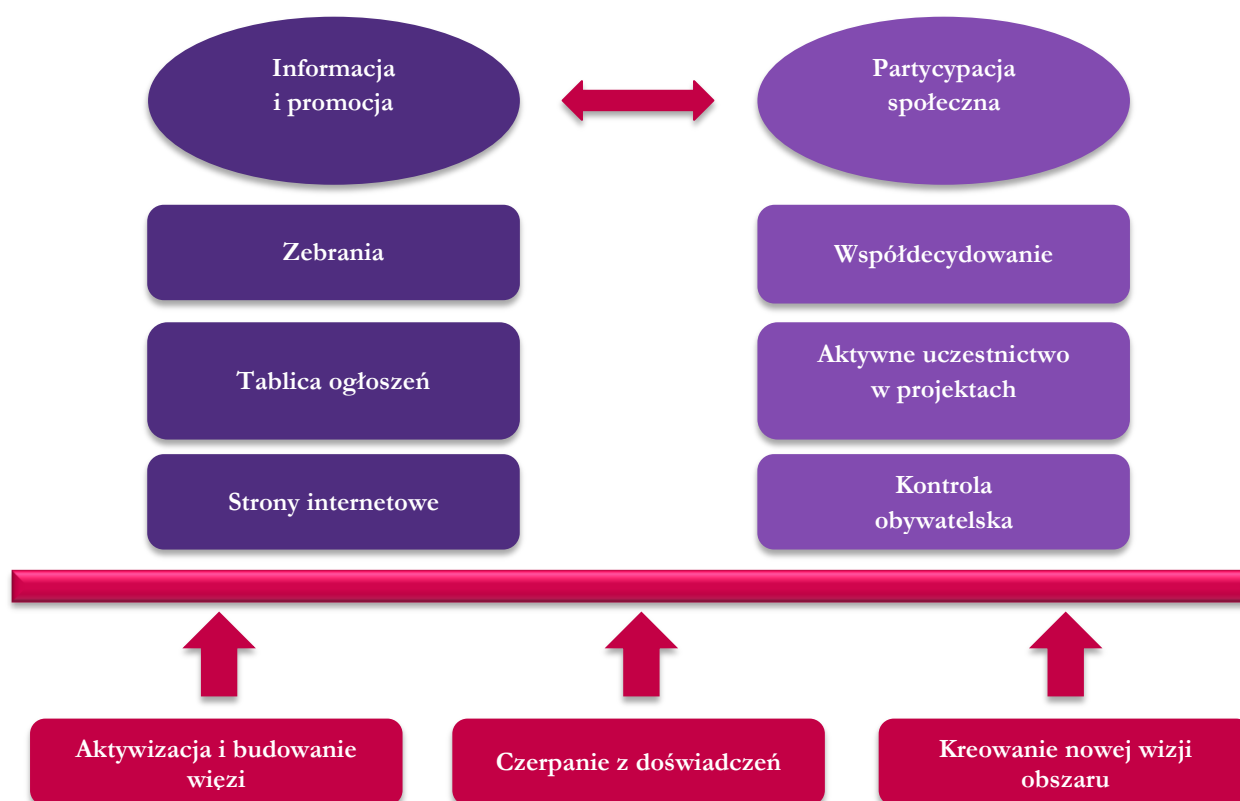 Informacja
i promocja
Partycypacja
społeczna
Zebrania
Współdecydowanie
Tablica ogłoszeń
Aktywne uczestnictwo
w projektach
Strony internetowe
Kontrola
obywatelska
Aktywizacja i budowanie
więzi
Czerpanie z doświadczeń
Kreowanie nowej wizji
obszaru